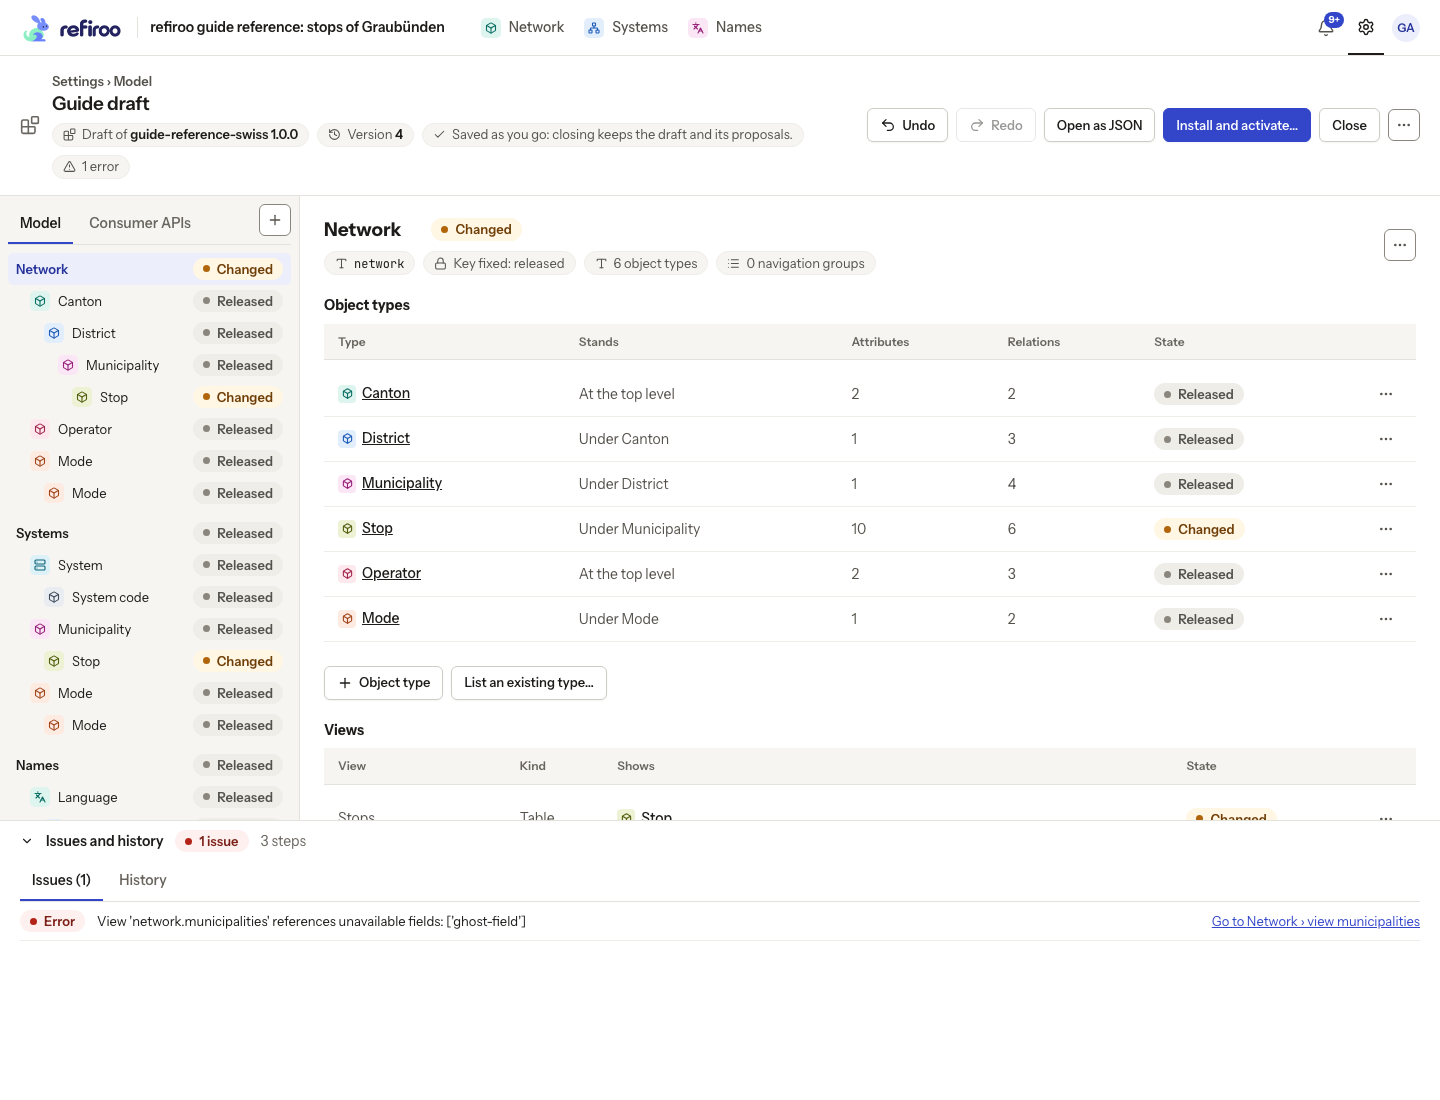 refiroo
refiroo guide reference: stops of Graubünden
Network
Systems
Names
9+
GA
Settings › Model
Guide draft
Draft of guide-reference-swiss 1.0.0
Version 4
Saved as you go: closing keeps the draft and its proposals.
1 error
Undo
Redo
Open as JSON
Install and activate...
Close
Model
Consumer APIs
Network Changed
Canton Released
District Released
Municipality Released
Stop Changed
Operator Released
Mode Released
Mode Released
Systems Released
System Released
System code Released
Municipality Released
Stop Changed
Mode Released
Mode Released
Names Released
Language Released
Network Changed
network
Key fixed: released
6 object types
0 navigation groups
Object types
Type Stands Attributes Relations State
Canton At the top level 2 2 Released
District Under Canton 1 3 Released
Municipality Under District 1 4 Released
Stop Under Municipality 10 6 Changed
Operator At the top level 2 3 Released
Mode Under Mode 1 2 Released
Object type
List an existing type...
Views
View Kind Shows State
Stops Table Stop Changed
Issues and history 1 issue 3 steps
Issues (1) History
Error View 'network.municipalities' references unavailable fields: ['ghost-field'] Go to Network › view municipalities